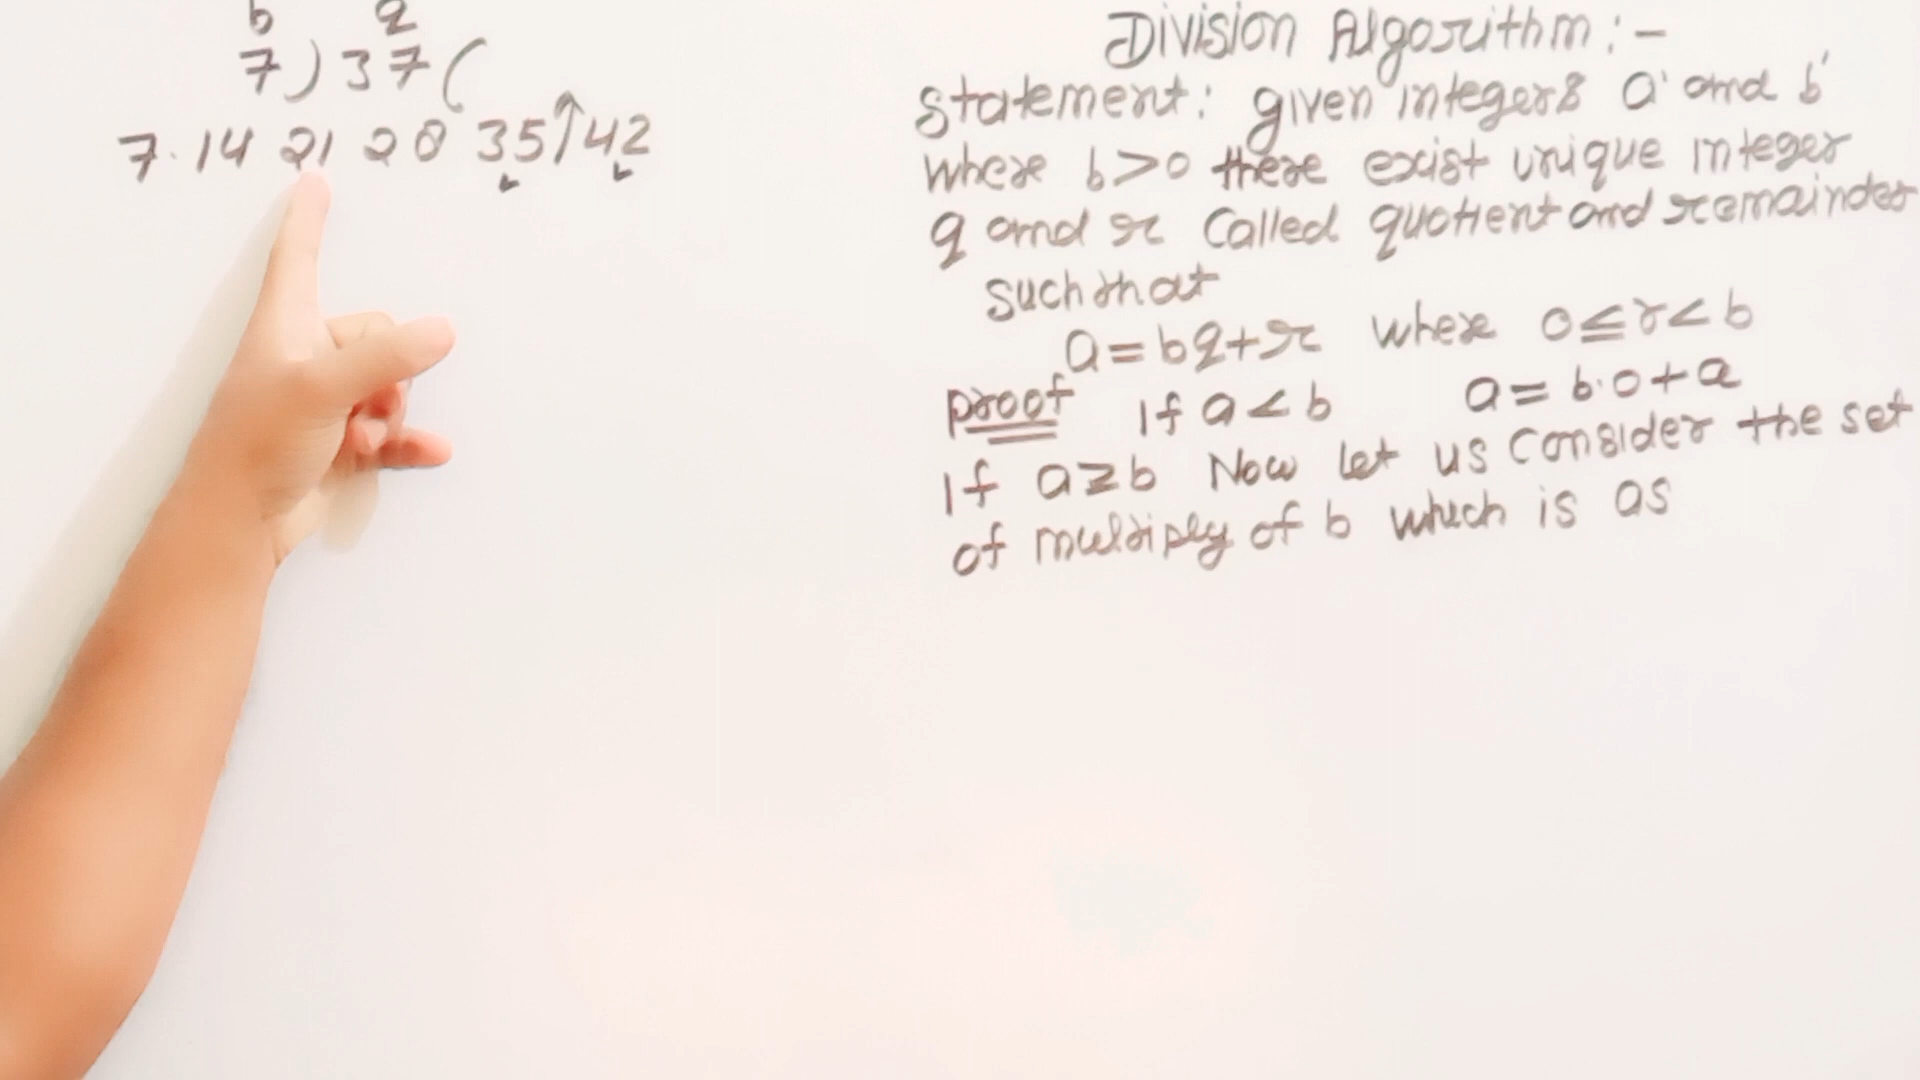 b a
7 ) 37 (
7. 14 21 28 35 ↑ 42
Division Algorithm :-
Statement: given integers a' and b'
where b>0 there exist unique integer
q and r called quotient and remainder
such that
a = bq + r where 0 ≤ r < b
proof If a < b a = b·0 + a
If a ≥ b Now let us consider the set
of multiply of b which is as